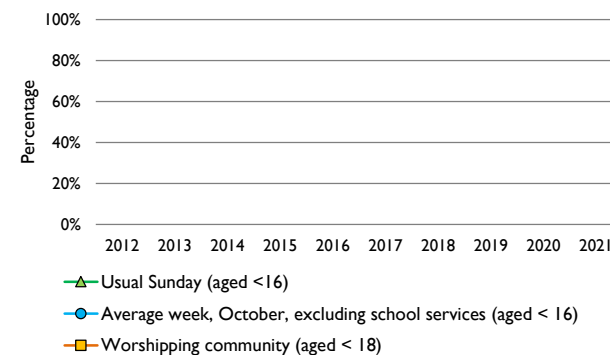 100%
80%
60%
40%
20%
0%
Percentage
2012 2013 2014 2015 2016 2017 2018 2019 2020 2021
Usual Sunday (aged <16)
Average week, October, excluding school services (aged < 16)
Worshipping community (aged < 18)